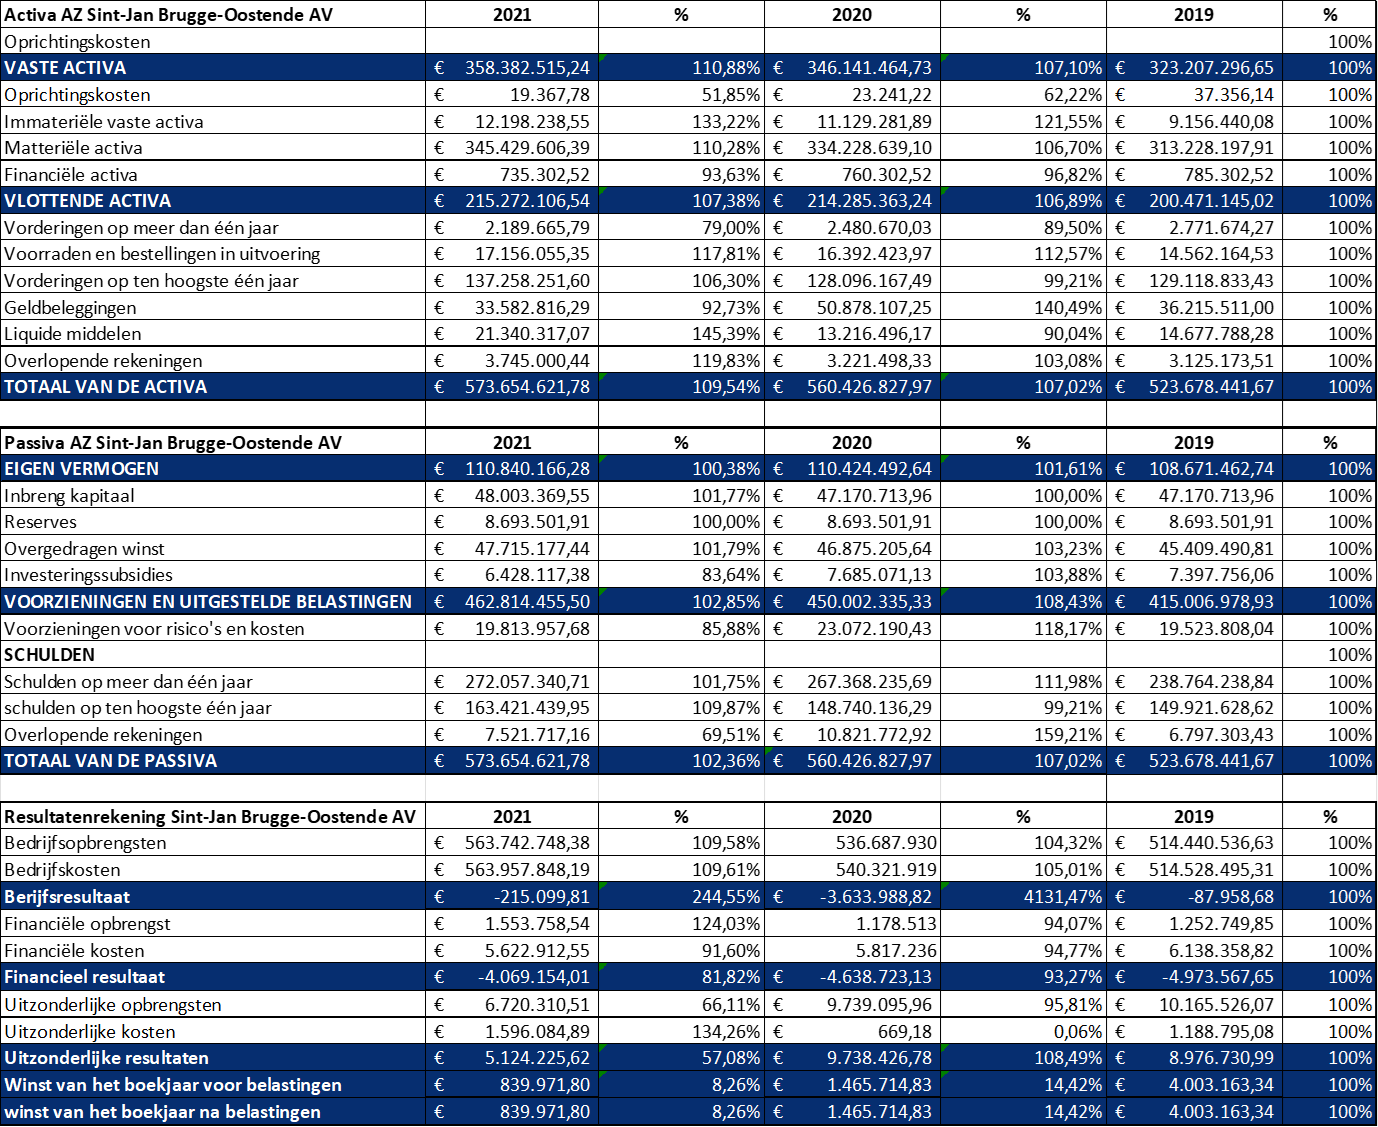 Activa AZ Sint-Jan Brugge-Oostende AV 2021 % 2020 % 2019 %
Oprichtingskosten 100%
VASTE ACTIVA € 358.382.515,24 110,88% € 346.141.464,73 107,10% € 323.207.296,65 100%
Oprichtingskosten € 19.367,78 51,85% € 23.241,22 62,22% € 37.356,14 100%
Immateriële vaste activa € 12.198.238,55 133,22% € 11.129.281,89 121,55% € 9.156.440,08 100%
Matteriële activa € 345.429.606,39 110,28% € 334.228.639,10 106,70% € 313.228.197,91 100%
Financiële activa € 735.302,52 93,63% € 760.302,52 96,82% € 785.302,52 100%
VLOTTENDE ACTIVA € 215.272.106,54 107,38% € 214.285.363,24 106,89% € 200.471.145,02 100%
Vorderingen op meer dan één jaar € 2.189.665,79 79,00% € 2.480.670,03 89,50% € 2.771.674,27 100%
Voorraden en bestellingen in uitvoering € 17.156.055,35 117,81% € 16.392.423,97 112,57% € 14.562.164,53 100%
Vorderingen op ten hoogste één jaar € 137.258.251,60 106,30% € 128.096.167,49 99,21% € 129.118.833,43 100%
Geldbeleggingen € 33.582.816,29 92,73% € 50.878.107,25 140,49% € 36.215.511,00 100%
Liquide middelen € 21.340.317,07 145,39% € 13.216.496,17 90,04% € 14.677.788,28 100%
Overlopende rekeningen € 3.745.000,44 119,83% € 3.221.498,33 103,08% € 3.125.173,51 100%
TOTAAL VAN DE ACTIVA € 573.654.621,78 109,54% € 560.426.827,97 107,02% € 523.678.441,67 100%
Passiva AZ Sint-Jan Brugge-Oostende AV 2021 % 2020 % 2019 %
EIGEN VERMOGEN € 110.840.166,28 100,38% € 110.424.492,64 101,61% € 108.671.462,74 100%
Inbreng kapitaal € 48.003.369,55 101,77% € 47.170.713,96 100,00% € 47.170.713,96 100%
Reserves € 8.693.501,91 100,00% € 8.693.501,91 100,00% € 8.693.501,91 100%
Overgedragen winst € 47.715.177,44 101,79% € 46.875.205,64 103,23% € 45.409.490,81 100%
Investeringssubsidies € 6.428.117,38 83,64% € 7.685.071,13 103,88% € 7.397.756,06 100%
VOORZIENINGEN EN UITGESTELDE BELASTINGEN € 462.814.455,50 102,85% € 450.002.335,33 108,43% € 415.006.978,93 100%
Voorzieningen voor risico's en kosten € 19.813.957,68 85,88% € 23.072.190,43 118,17% € 19.523.808,04 100%
SCHULDEN 100%
Schulden op meer dan één jaar € 272.057.340,71 101,75% € 267.368.235,69 111,98% € 238.764.238,84 100%
schulden op ten hoogste één jaar € 163.421.439,95 109,87% € 148.740.136,29 99,21% € 149.921.628,62 100%
Overlopende rekeningen € 7.521.717,16 69,51% € 10.821.772,92 159,21% € 6.797.303,43 100%
TOTAAL VAN DE PASSIVA € 573.654.621,78 102,36% € 560.426.827,97 107,02% € 523.678.441,67 100%
Resultatenrekening Sint-Jan Brugge-Oostende AV 2021 % 2020 % 2019 %
Bedrijfsopbrengsten € 563.742.748,38 109,58% 536.687.930 104,32% € 514.440.536,63 100%
Bedrijfskosten € 563.957.848,19 109,61% 540.321.919 105,01% € 514.528.495,31 100%
Berijfsresultaat € -215.099,81 244,55% € -3.633.988,82 4131,47% € -87.958,68 100%
Financiële opbrengst € 1.553.758,54 124,03% 1.178.513 94,07% € 1.252.749,85 100%
Financiële kosten € 5.622.912,55 91,60% 5.817.236 94,77% € 6.138.358,82 100%
Financieel resultaat € -4.069.154,01 81,82% € -4.638.723,13 93,27% € -4.973.567,65 100%
Uitzonderlijke opbrengsten € 6.720.310,51 66,11% € 9.739.095,96 95,81% € 10.165.526,07 100%
Uitzonderlijke kosten € 1.596.084,89 134,26% € 669,18 0,06% € 1.188.795,08 100%
Uitzonderlijke resultaten € 5.124.225,62 57,08% € 9.738.426,78 108,49% € 8.976.730,99 100%
Winst van het boekjaar voor belastingen € 839.971,80 8,26% € 1.465.714,83 14,42% € 4.003.163,34 100%
winst van het boekjaar na belastingen € 839.971,80 8,26% € 1.465.714,83 14,42% € 4.003.163,34 100%